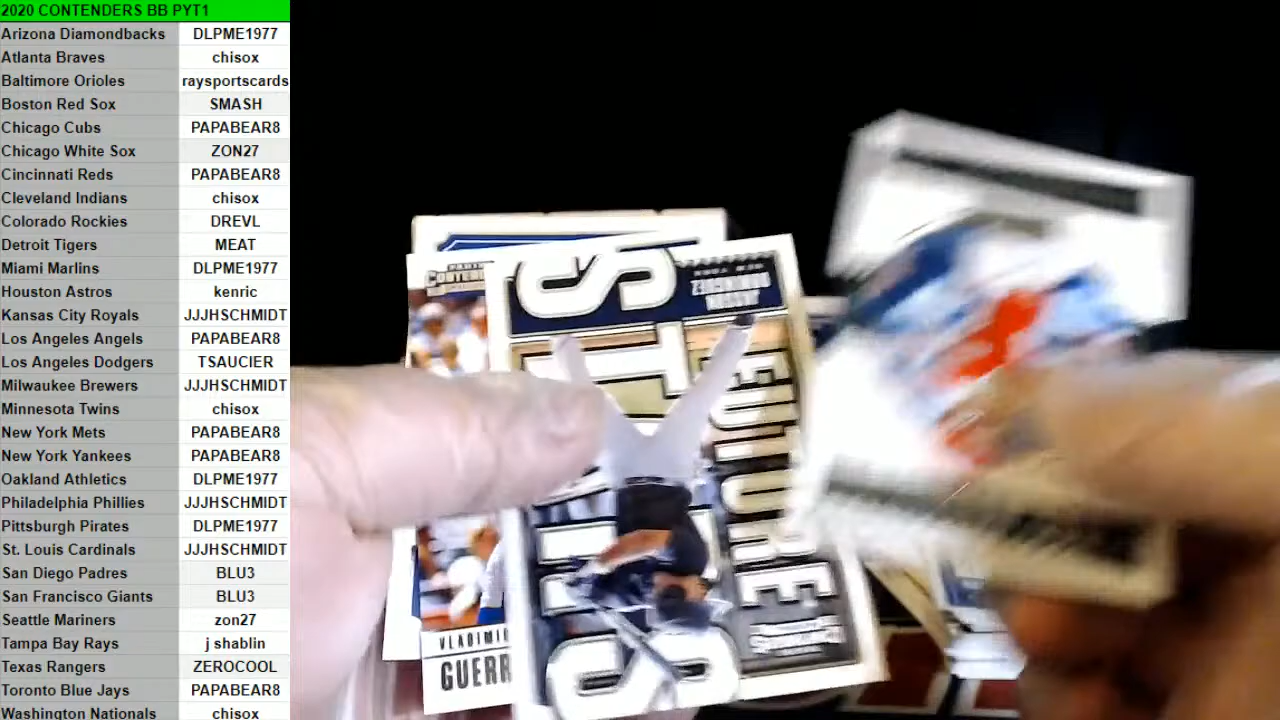 2020 CONTENDERS BB PYT1
Arizona Diamondbacks DLPME1977
Atlanta Braves chisox
Baltimore Orioles raysportscards
Boston Red Sox SMASH
Chicago Cubs PAPABEAR8
Chicago White Sox ZON27
Cincinnati Reds PAPABEAR8
Cleveland Indians chisox
Colorado Rockies DREVL
Detroit Tigers MEAT
Miami Marlins DLPME1977
Houston Astros kenric
Kansas City Royals JJJHSCHMIDT
Los Angeles Angels PAPABEAR8
Los Angeles Dodgers TSAUCIER
Milwaukee Brewers JJJHSCHMIDT
Minnesota Twins chisox
New York Mets PAPABEAR8
New York Yankees PAPABEAR8
Oakland Athletics DLPME1977
Philadelphia Phillies JJJHSCHMIDT
Pittsburgh Pirates DLPME1977
St. Louis Cardinals JJJHSCHMIDT
San Diego Padres BLU3
San Francisco Giants BLU3
Seattle Mariners zon27
Tampa Bay Rays j shablin
Texas Rangers ZEROCOOL
Toronto Blue Jays PAPABEAR8
Washington Nationals chisox
FUTURE
VLADIMI
GUERR